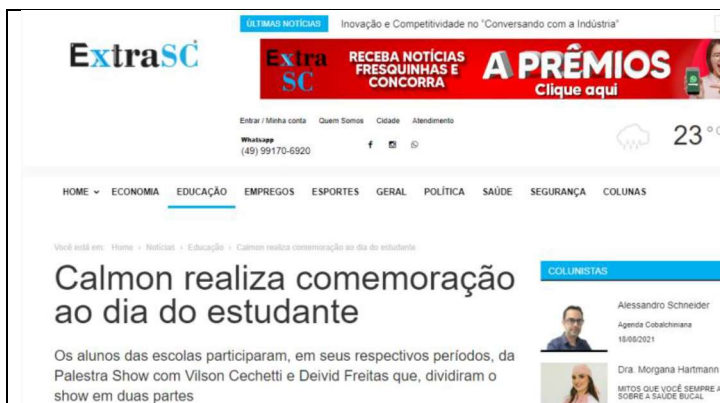 ÚLTIMAS NOTÍCIAS Inovação e Competitividade no "Conversando com a Indústria"
ExtraSC
Extra SC
RECEBA NOTÍCIAS FRESQUINHAS E CONCORRA
A PRÊMIOS
Clique aqui
Entrar / Minha conta Quem Somos Cidade Atendimento
Whatsapp
(49) 99170-6920
23 °
HOME ECONOMIA EDUCAÇÃO EMPREGOS ESPORTES GERAL POLÍTICA SAÚDE SEGURANÇA COLUNAS
Você está em: Home › Notícias › Educação › Calmon realiza comemoração ao dia do estudante
Calmon realiza comemoração
ao dia do estudante
Os alunos das escolas participaram, em seus respectivos períodos, da
Palestra Show com Vilson Cechetti e Deivid Freitas que, dividiram o
show em duas partes
COLUNISTAS
Alessandro Schneider
Agenda Cobalchiniana
18/08/2021
Dra. Morgana Hartmann
MITOS QUE VOCÊ SEMPRE
SOBRE A SAÚDE BUCAL